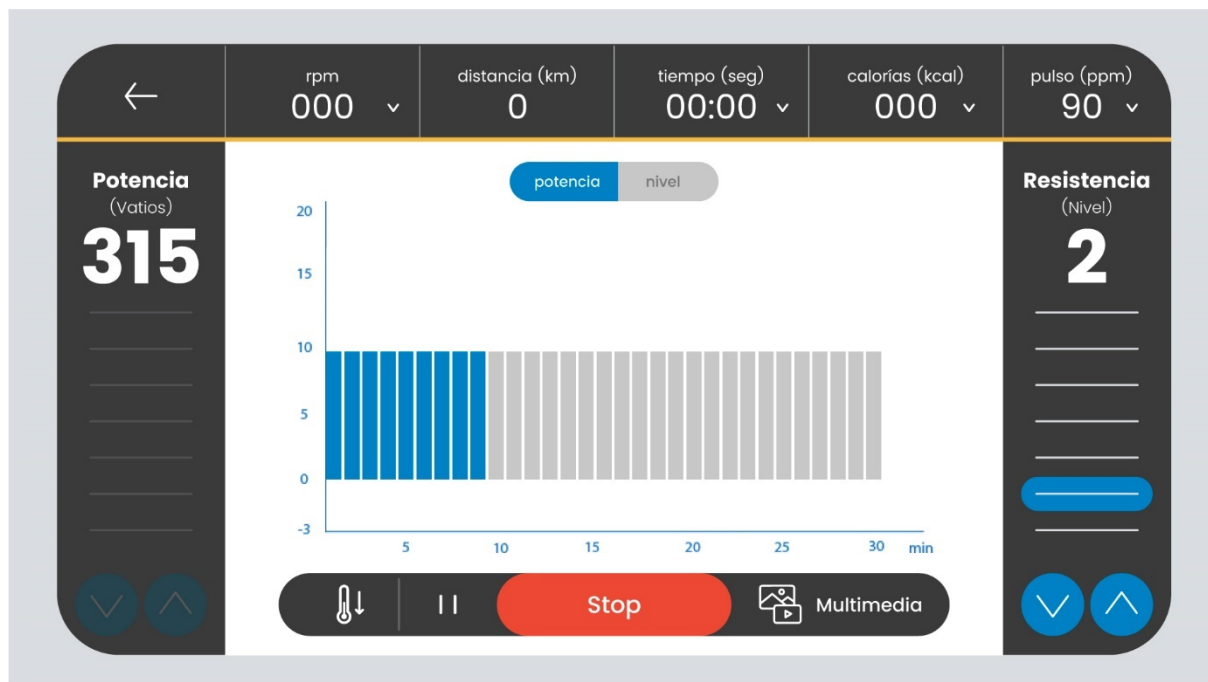 rpm
000
distancia (km)
0
tiempo (seg)
00:00
calorías (kcal)
000
pulso (ppm)
90
Potencia
(Vatios)
315
potencia nivel
20
15
10
5
0
-3
5 10 15 20 25 30 min
Resistencia
(Nivel)
2
Stop
Multimedia